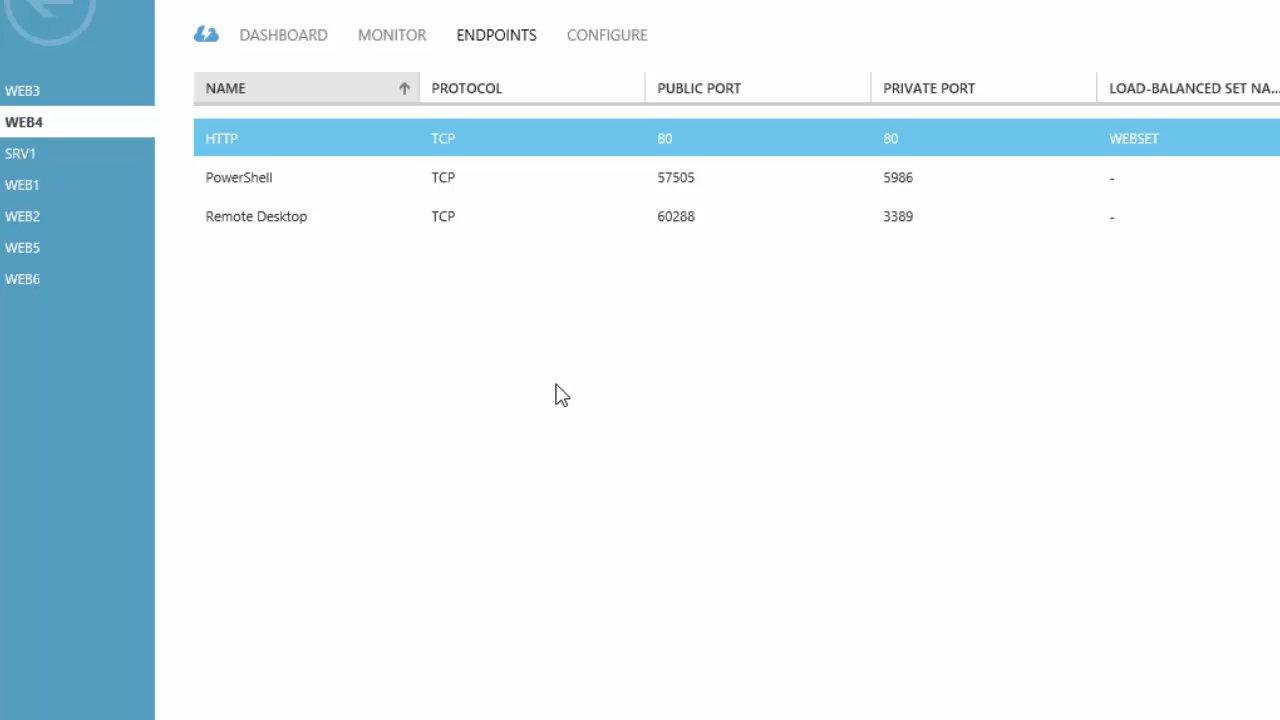 DASHBOARD MONITOR ENDPOINTS CONFIGURE
WEB3
WEB4
SRV1
WEB1
WEB2
WEB5
WEB6
NAME PROTOCOL PUBLIC PORT PRIVATE PORT LOAD-BALANCED SET NA...
HTTP TCP 80 80 WEBSET
PowerShell TCP 57505 5986 -
Remote Desktop TCP 60288 3389 -